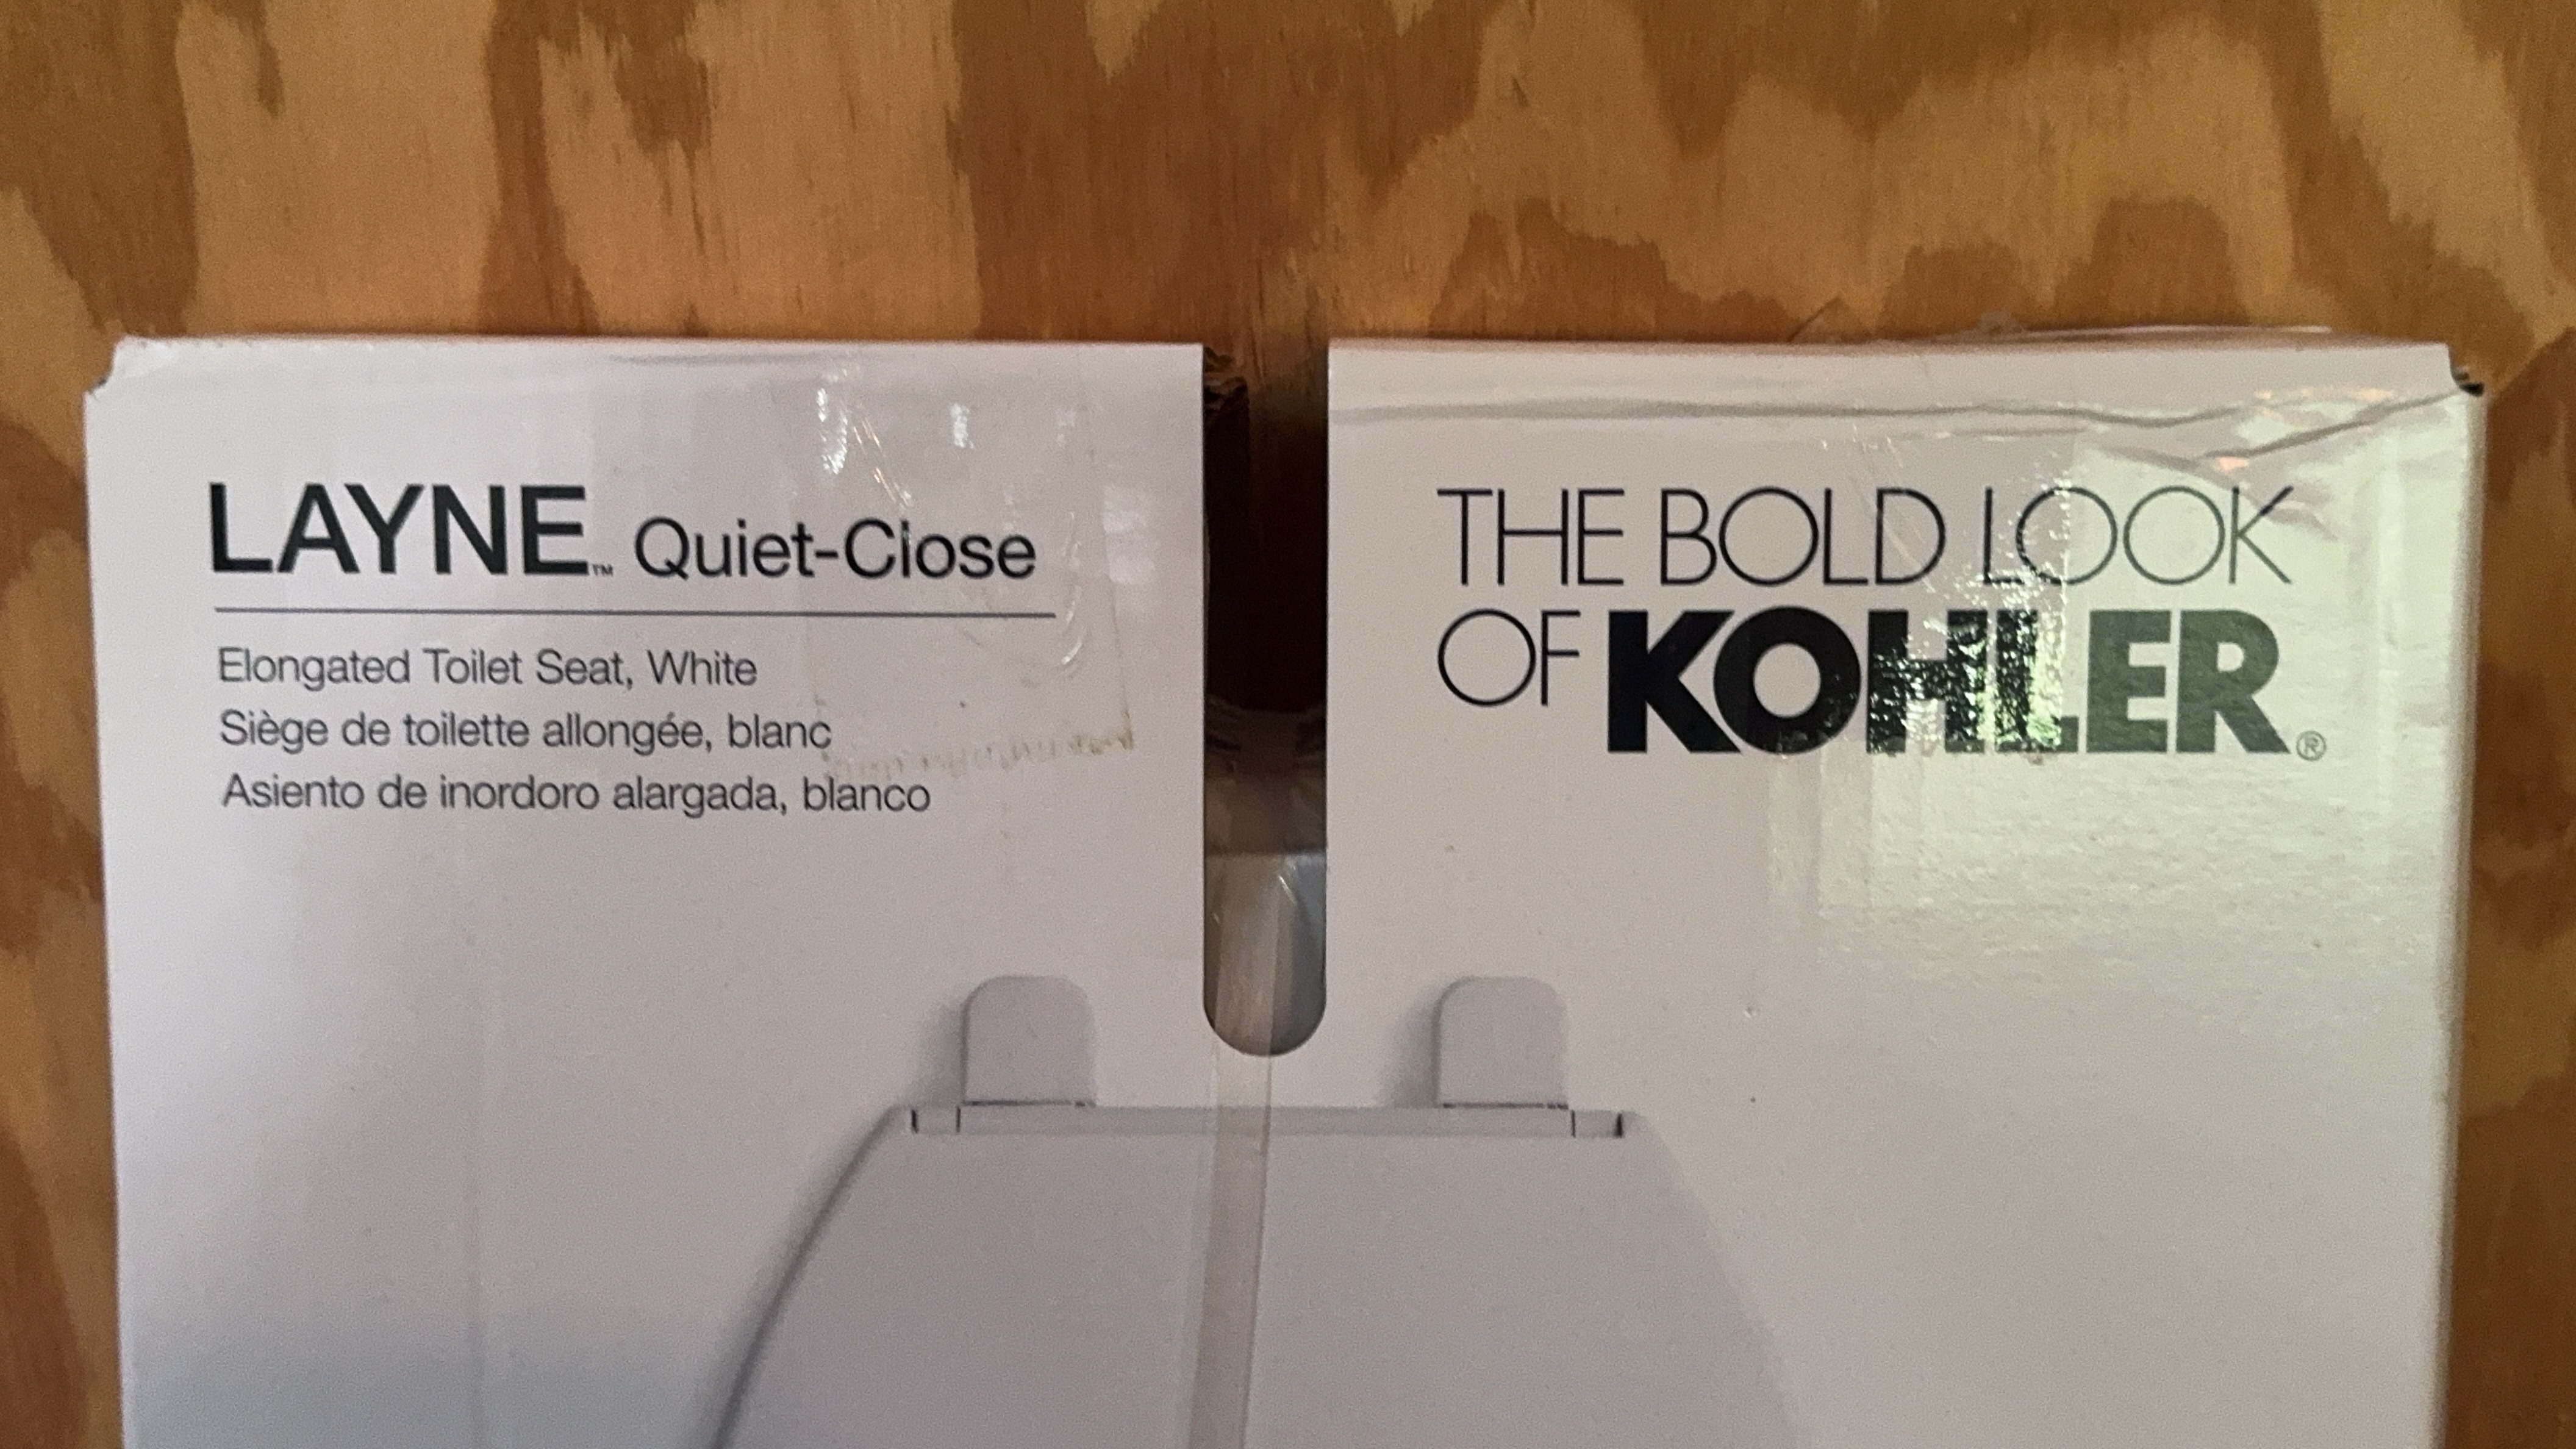 LAYNE™ Quiet-Close
Elongated Toilet Seat, White
Siège de toilette allongée, blanc
Asiento de inordoro alargada, blanco
THE BOLD LOOK
OF KOHLER®